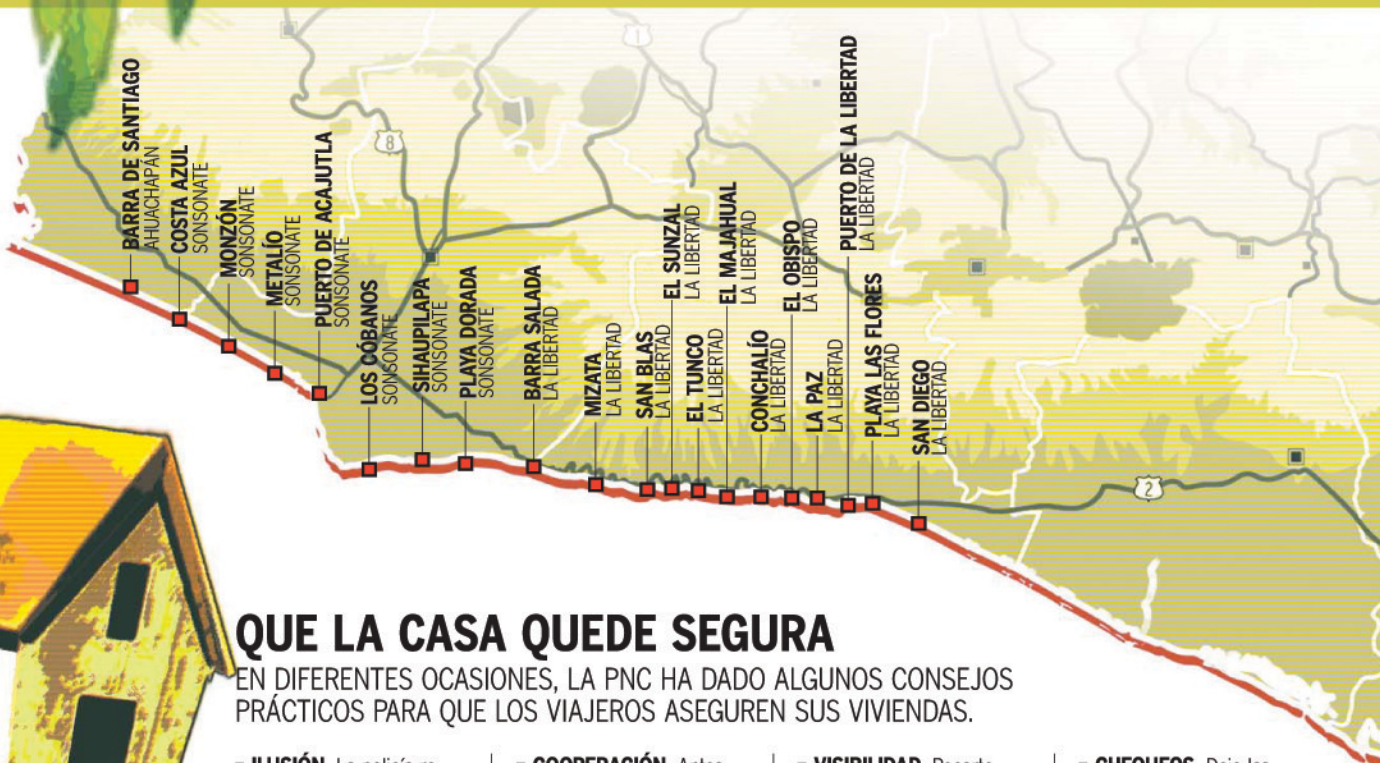 BARRA DE SANTIAGO
AHUACHAPÁN
COSTA AZUL
SONSONATE
MONZÓN
SONSONATE
METALÍO
SONSONATE
PUERTO DE ACAJUTLA
SONSONATE
LOS CÓBANOS
SONSONATE
SIHAUPILAPA
SONSONATE
PLAYA DORADA
SONSONATE
BARRA SALADA
LA LIBERTAD
MIZATA
LA LIBERTAD
SAN BLAS
LA LIBERTAD
EL SUNZAL
LA LIBERTAD
EL TUNCO
LA LIBERTAD
EL MAJAHUAL
LA LIBERTAD
CONCHALÍO
LA LIBERTAD
EL OBISPO
LA LIBERTAD
LA PAZ
LA LIBERTAD
PUERTO DE LA LIBERTAD
LA LIBERTAD
PLAYA LAS FLORES
LA LIBERTAD
SAN DIEGO
LA LIBERTAD
1
8
2
QUE LA CASA QUEDE SEGURA
EN DIFERENTES OCASIONES, LA PNC HA DADO ALGUNOS CONSEJOS
PRÁCTICOS PARA QUE LOS VIAJEROS ASEGUREN SUS VIVIENDAS.
ILUSIÓN
COOPERACIÓN
VISIBILIDAD
CHEQUEOS